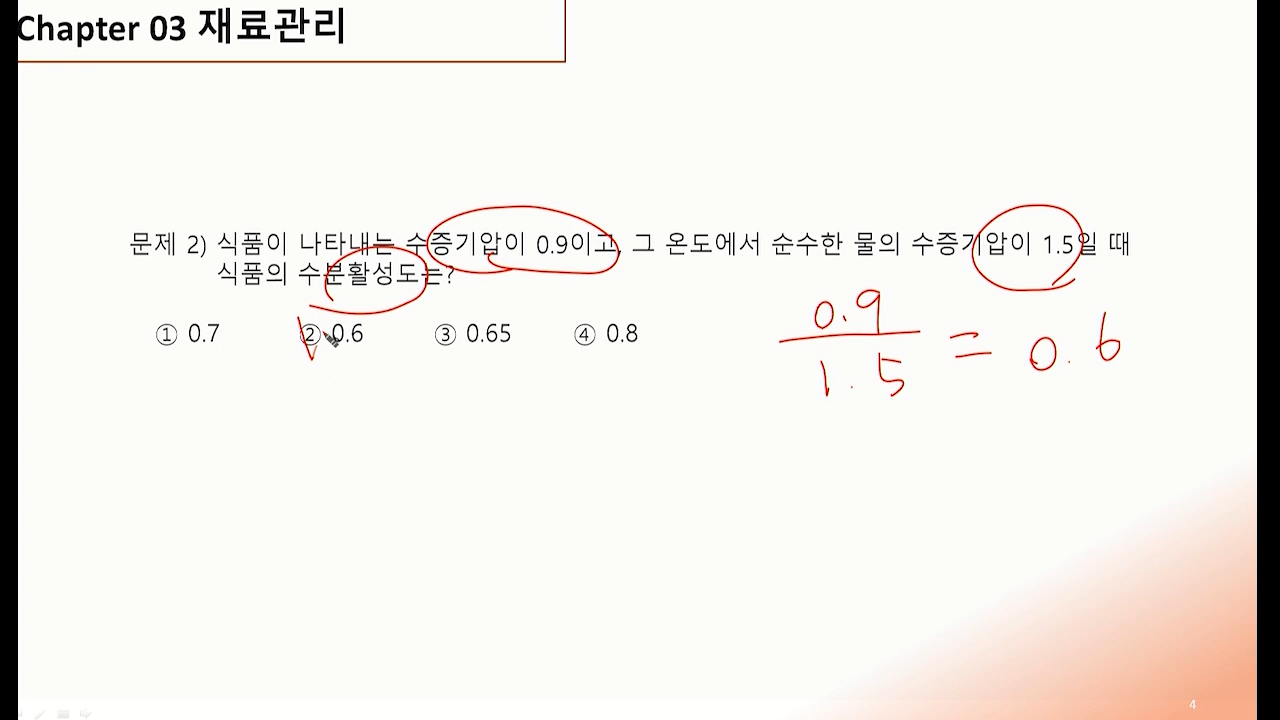 Chapter 03 재료관리
문제 2) 식품이 나타내는 수증기압이 0.9이고, 그 온도에서 순수한 물의 수증기압이 1.5일 때
식품의 수분활성도는?
① 0.7 ② 0.6 ③ 0.65 ④ 0.8
0.9
1.5
= 0.6
4